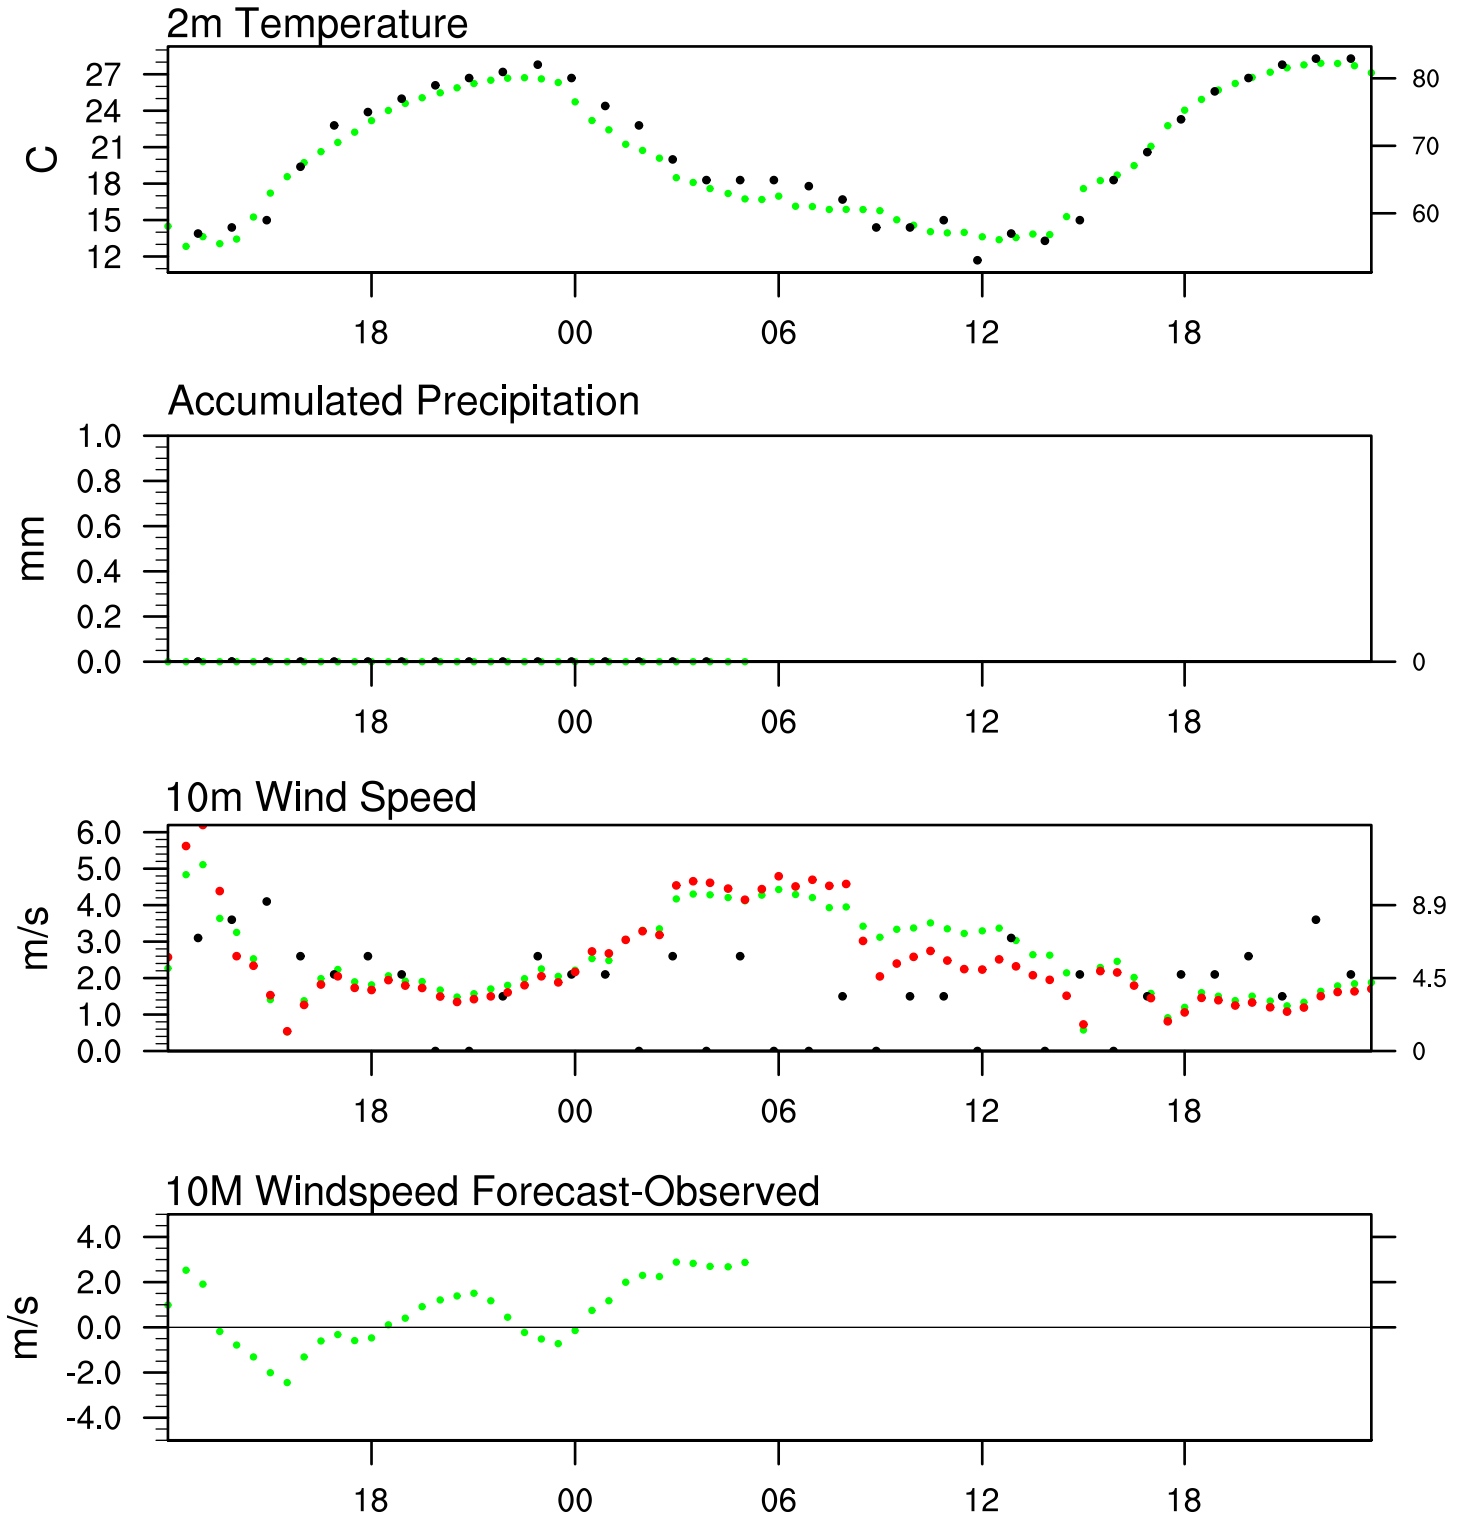 2m Temperature
27
24
21
18
15
12
C
80
70
60
18 00 06 12 18
Accumulated Precipitation
1.0
0.8
0.6
0.4
0.2
0.0
mm
0
18 00 06 12 18
10m Wind Speed
6.0
5.0
4.0
3.0
2.0
1.0
0.0
m/s
8.9
4.5
0
18 00 06 12 18
10M Windspeed Forecast-Observed
4.0
2.0
0.0
-2.0
-4.0
m/s
18 00 06 12 18